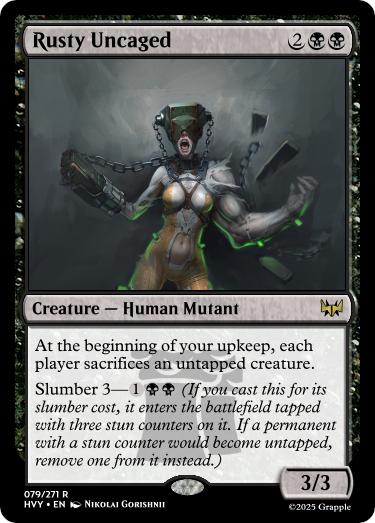 Rusty Uncaged 2
Creature — Human Mutant
At the beginning of your upkeep, each
player sacrifices an untapped creature.
Slumber 3—1 (If you cast this for its
slumber cost, it enters the battlefield tapped
with three stun counters on it. If a permanent
with a stun counter would become untapped,
remove one from it instead.)
3/3
079/271 R
HVY • EN Nikolai Gorishnii
©2025 Grapple